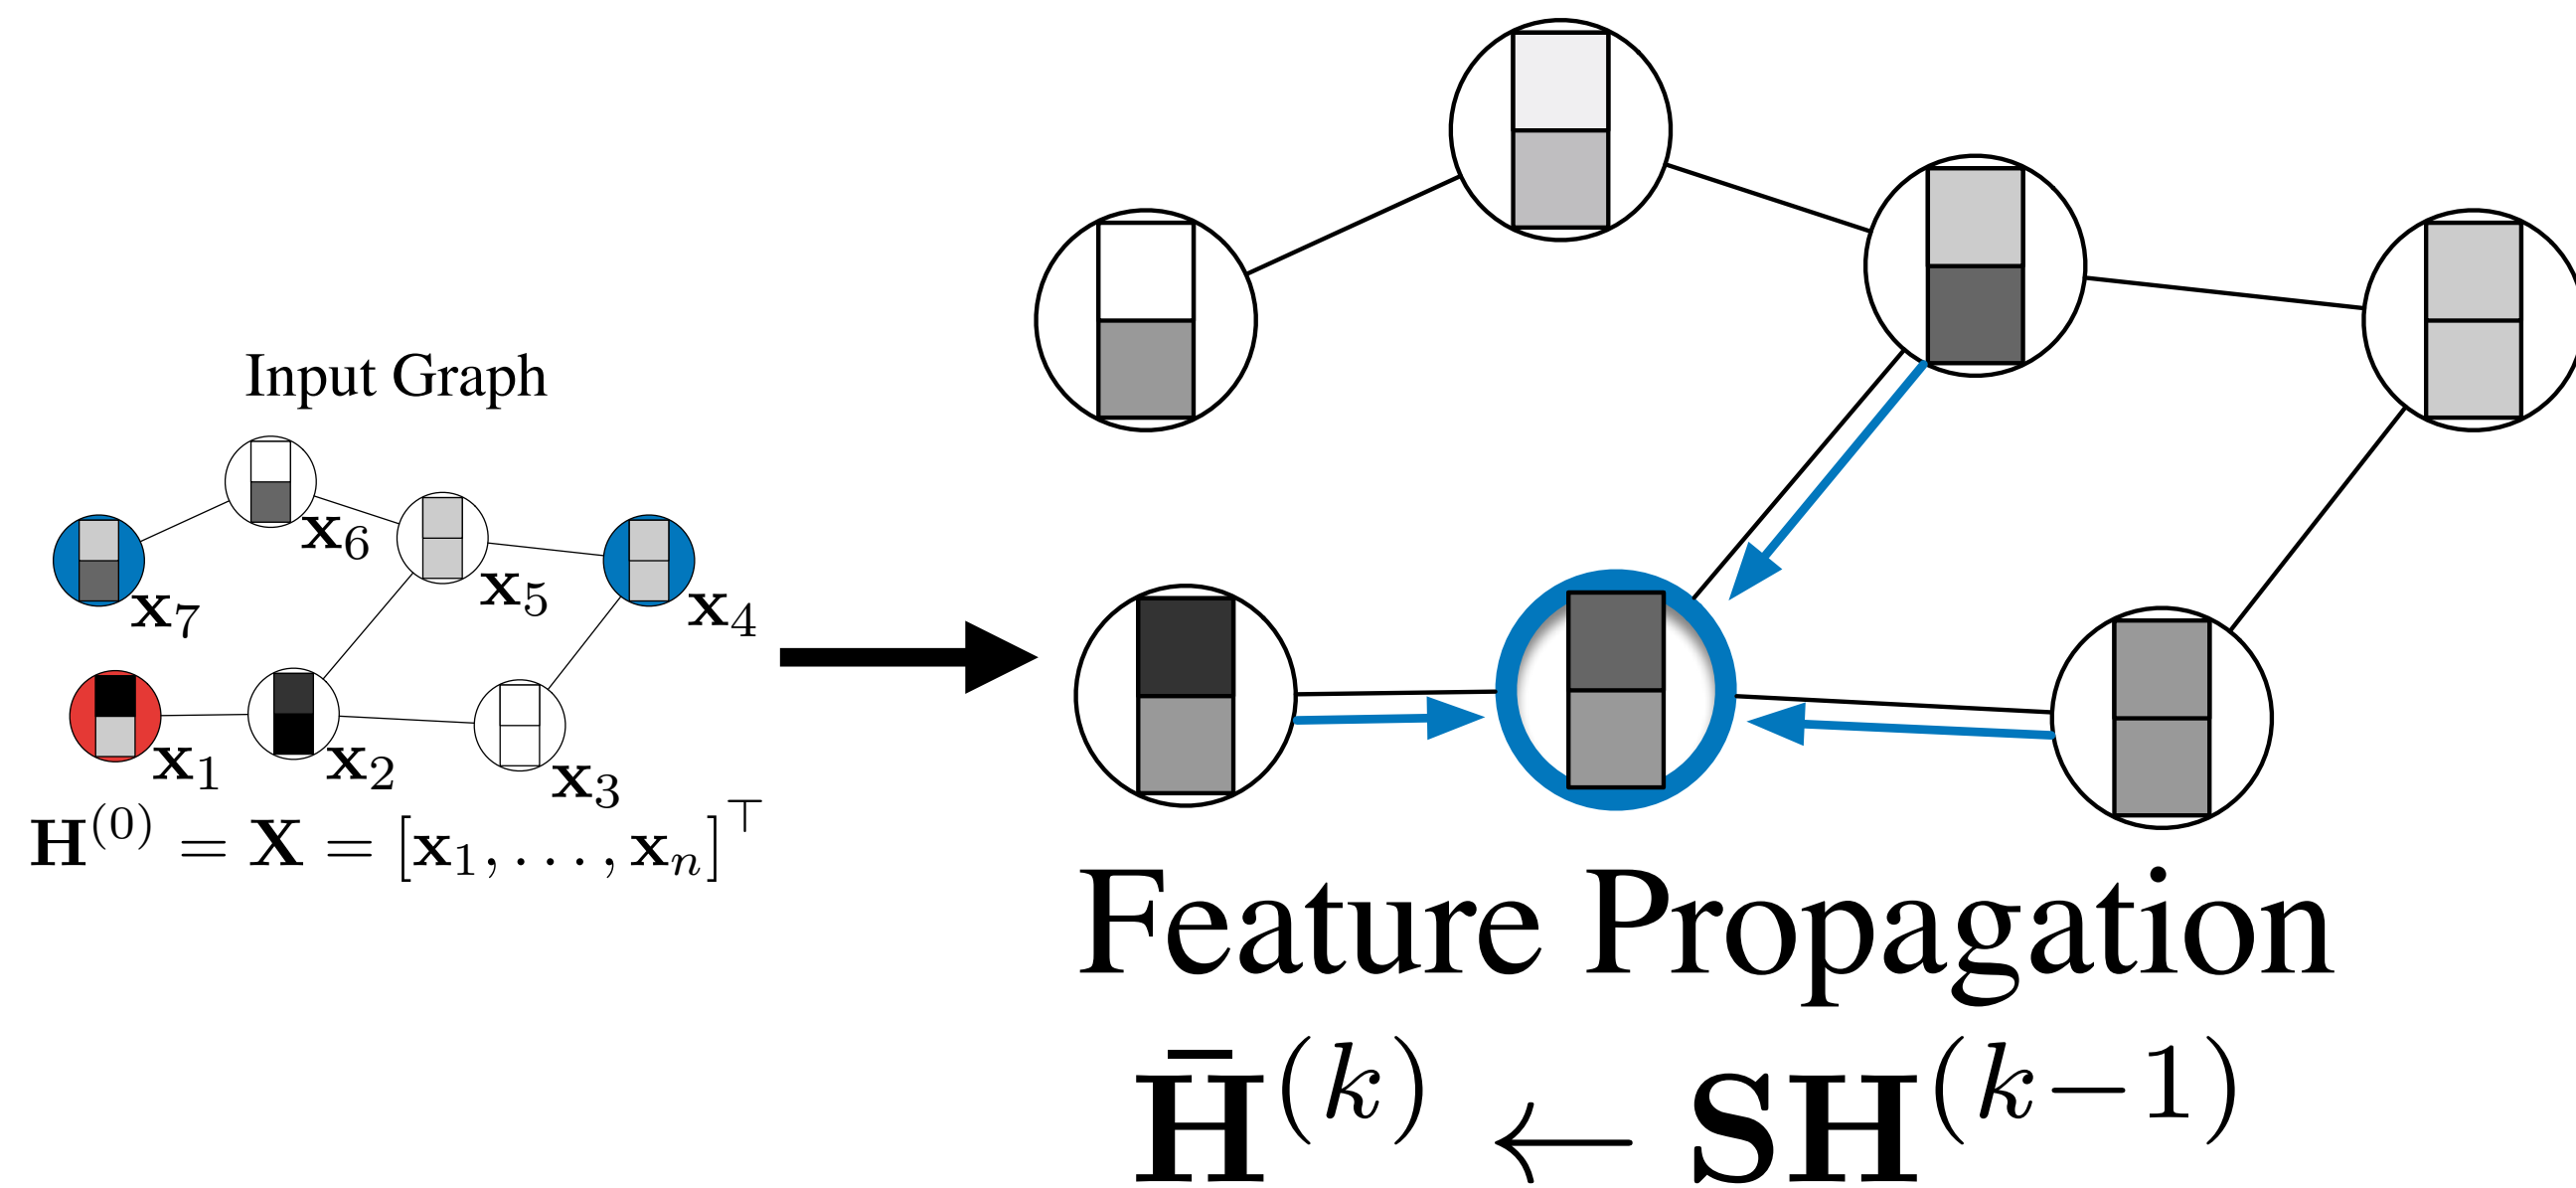 Input Graph
x₆
x₅
x₇
x₄
x₁
x₂
x₃
H⁽⁰⁾ = X = [x₁, . . . , xₙ]^⊤
Feature Propagation
H̄⁽ᵏ⁾ ← SH⁽ᵏ⁻¹⁾